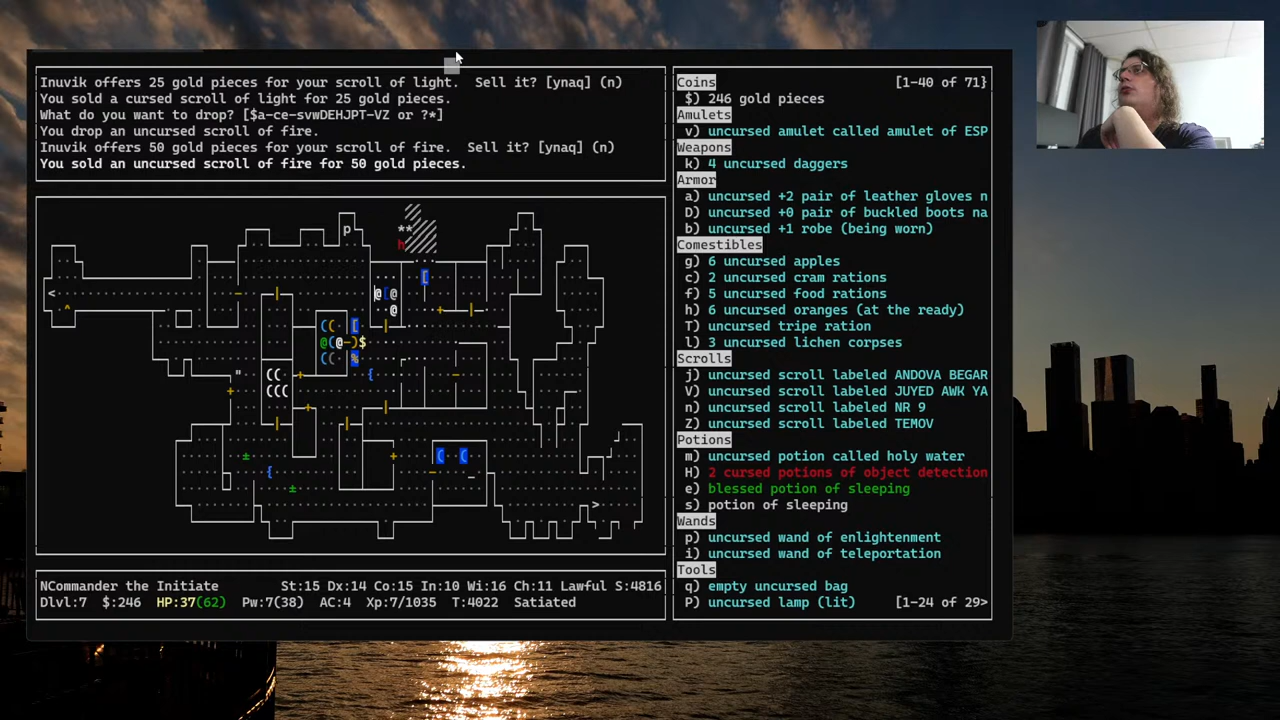 Inuvik offers 25 gold pieces for your scroll of light.  Sell it? [ynaq] (n)
You sold a cursed scroll of light for 25 gold pieces.
What do you want to drop? [$a-ce-svwDEHJPT-VZ or ?*]
You drop an uncursed scroll of fire.
Inuvik offers 50 gold pieces for your scroll of fire.  Sell it? [ynaq] (n)
You sold an uncursed scroll of fire for 50 gold pieces.
NCommander the Initiate St:15 Dx:14 Co:15 In:10 Wi:16 Ch:11 Lawful S:4816
Dlvl:7 $:246 HP:37(62) Pw:7(38) AC:4 Xp:7/1035 T:4022 Satiated
Coins [1-40 of 71}
$) 246 gold pieces
Amulets
v) uncursed amulet called amulet of ESP
Weapons
k) 4 uncursed daggers
Armor
a) uncursed +2 pair of leather gloves n
D) uncursed +0 pair of buckled boots na
b) uncursed +1 robe (being worn)
Comestibles
g) 6 uncursed apples
c) 2 uncursed cram rations
f) 5 uncursed food rations
h) 6 uncursed oranges (at the ready)
T) uncursed tripe ration
l) 3 uncursed lichen corpses
Scrolls
j) uncursed scroll labeled ANDOVA BEGAR
V) uncursed scroll labeled JUYED AWK YA
n) uncursed scroll labeled NR 9
Z) uncursed scroll labeled TEMOV
Potions
m) uncursed potion called holy water
H) 2 cursed potions of object detection
e) blessed potion of sleeping
s) potion of sleeping
Wands
p) uncursed wand of enlightenment
i) uncursed wand of teleportation
Tools
q) empty uncursed bag
P) uncursed lamp (lit) [1-24 of 29>